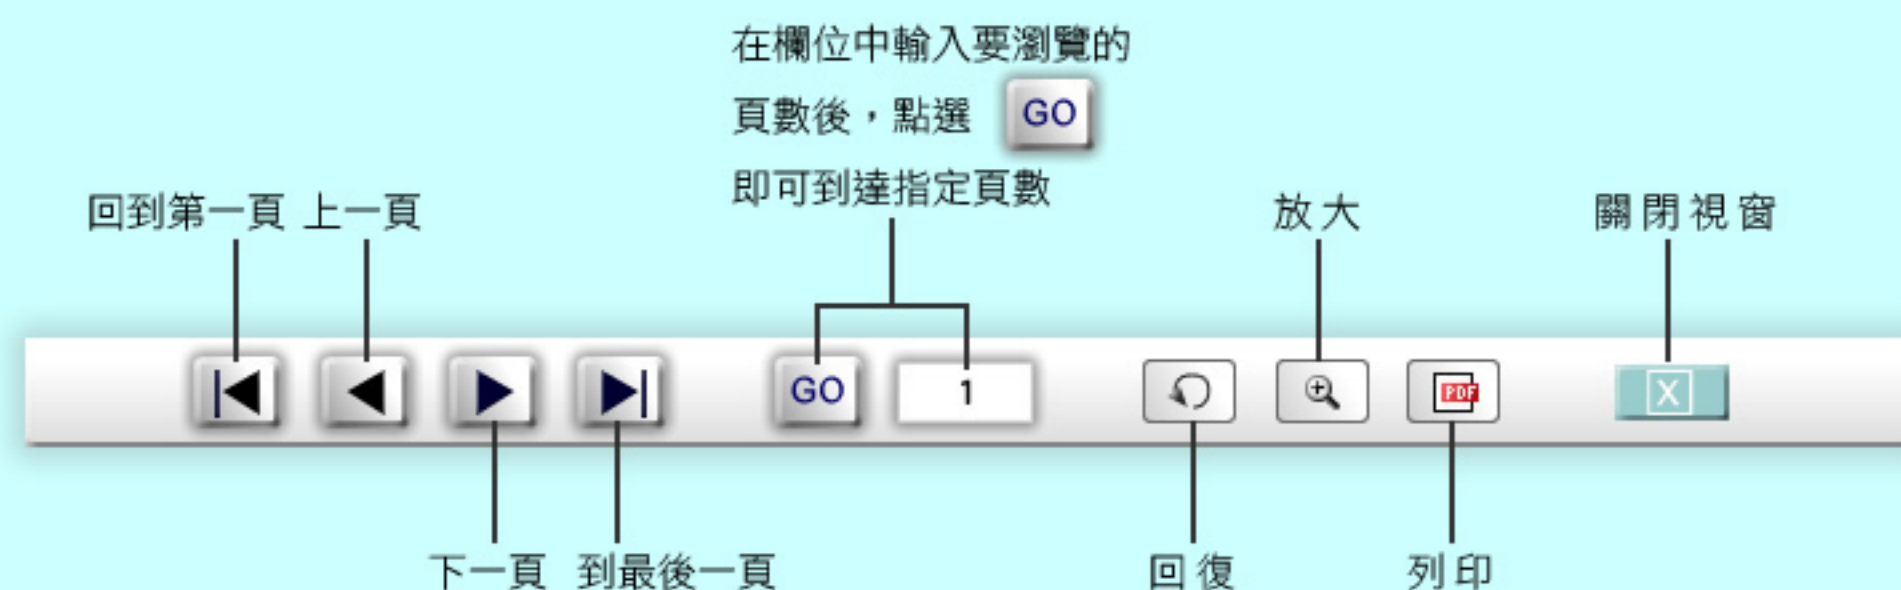 在欄位中輸入要瀏覽的
頁數後，點選 GO
即可到達指定頁數
回到第一頁 上一頁
放大
關閉視窗
GO 1 PDF X
下一頁 到最後一頁
回復
列印